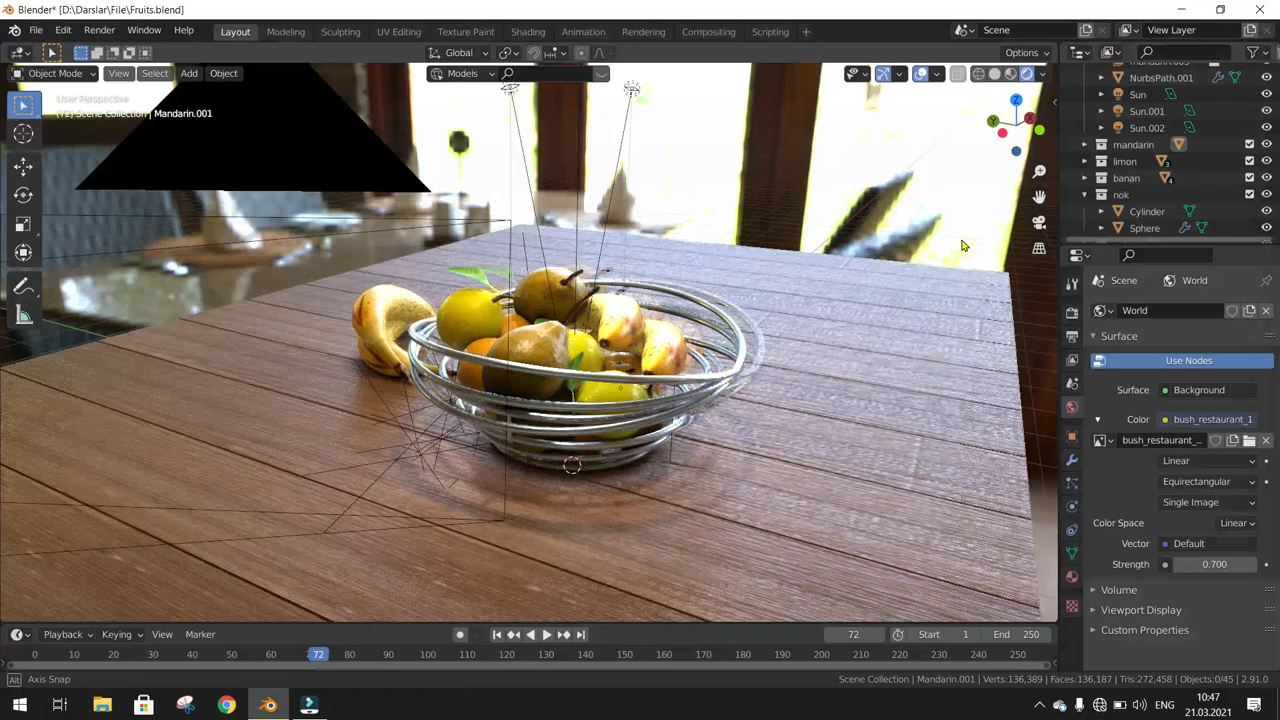 Blender* [D:\Darslar\File\Fruits.blend]
File Edit Render Window Help Layout Modeling Sculpting UV Editing Texture Paint Shading Animation Rendering Compositing Scripting + Scene View Layer
Global Options
Object Mode View Select Add Object Models
User Perspective
(72) Scene Collection | Mandarin.001
Z
Y
X
NurbsPath.001
Sun
Sun.001
Sun.002
mandarin
limon 3
banan 4
nok
Cylinder
Sphere
Scene World
World
Surface
Use Nodes
Surface Background
Color bush_restaurant_1
bush_restaurant_...
Linear
Equirectangular
Single Image
Color Space Linear
Vector Default
Strength 0.700
Volume
Viewport Display
Custom Properties
Playback Keying View Marker 72 Start 1 End 250
0 10 20 30 40 50 60 72 80 90 100 110 120 130 140 150 160 170 180 190 200 210 220 230 240 250
Alt Axis Snap Scene Collection | Mandarin.001 Verts:136,389 | Faces:136,187 | Tris:272,458 | Objects:0/45 | 2.91.0
ENG 10:47
21.03.2021